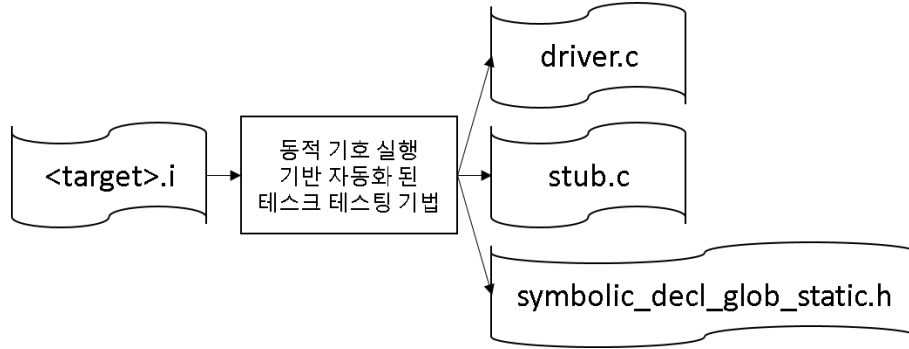 driver.c
<target>.i
동적 기호 실행
기반 자동화 된
테스크 테스팅 기법
stub.c
symbolic_decl_glob_static.h